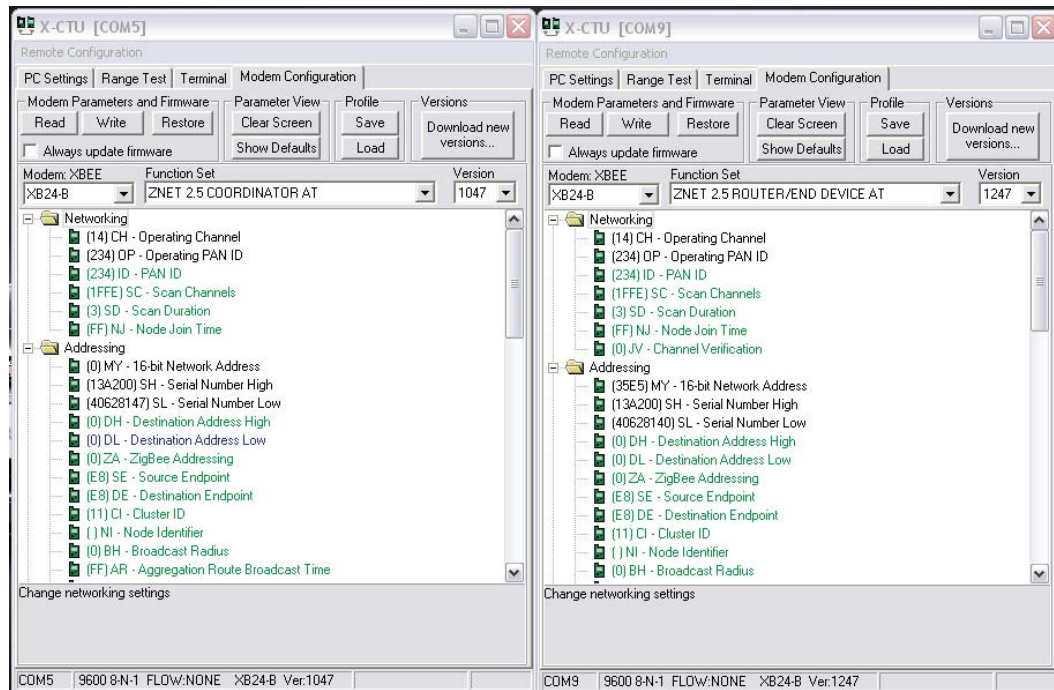 X-CTU [COM5]
Remote Configuration
PC Settings Range Test Terminal Modem Configuration
Modem Parameters and Firmware Parameter View Profile Versions
Read Write Restore Clear Screen Save Download new versions...
Always update firmware Show Defaults Load
Modem: XBEE Function Set Version
XB24-B ZNET 2.5 COORDINATOR AT 1047
Networking
(14) CH - Operating Channel
(234) OP - Operating PAN ID
(234) ID - PAN ID
(1FFE) SC - Scan Channels
(3) SD - Scan Duration
(FF) NJ - Node Join Time
Addressing
(0) MY - 16-bit Network Address
(13A200) SH - Serial Number High
(40628147) SL - Serial Number Low
(0) DH - Destination Address High
(0) DL - Destination Address Low
(0) ZA - ZigBee Addressing
(E8) SE - Source Endpoint
(E8) DE - Destination Endpoint
(11) CI - Cluster ID
( ) NI - Node Identifier
(0) BH - Broadcast Radius
(FF) AR - Aggregation Route Broadcast Time
Change networking settings
COM5 9600 8-N-1 FLOW:NONE XB24-B Ver:1047
X-CTU [COM9]
Remote Configuration
PC Settings Range Test Terminal Modem Configuration
Modem Parameters and Firmware Parameter View Profile Versions
Read Write Restore Clear Screen Save Download new versions...
Always update firmware Show Defaults Load
Modem: XBEE Function Set Version
XB24-B ZNET 2.5 ROUTER/END DEVICE AT 1247
Networking
(14) CH - Operating Channel
(234) OP - Operating PAN ID
(234) ID - PAN ID
(1FFE) SC - Scan Channels
(3) SD - Scan Duration
(FF) NJ - Node Join Time
(0) JV - Channel Verification
Addressing
(35E5) MY - 16-bit Network Address
(13A200) SH - Serial Number High
(40628140) SL - Serial Number Low
(0) DH - Destination Address High
(0) DL - Destination Address Low
(0) ZA - ZigBee Addressing
(E8) SE - Source Endpoint
(E8) DE - Destination Endpoint
(11) CI - Cluster ID
( ) NI - Node Identifier
(0) BH - Broadcast Radius
Change networking settings
COM9 9600 8-N-1 FLOW:NONE XB24-B Ver:1247